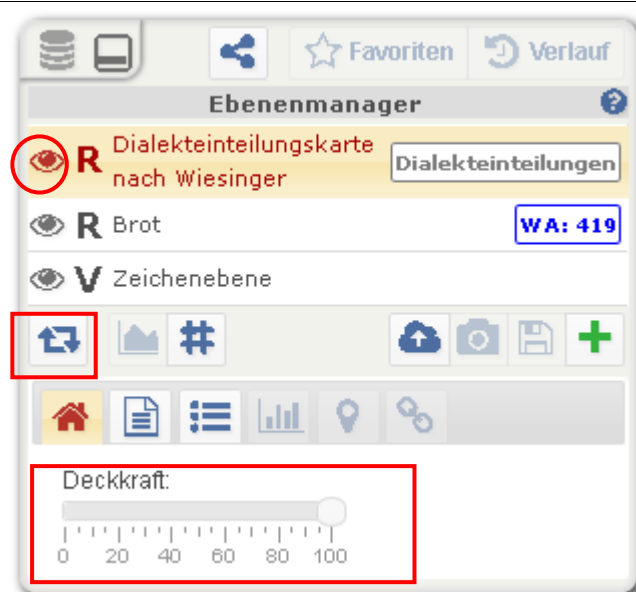 Favoriten Verlauf
Ebenenmanager ?
R Dialekteinteilungskarte
nach Wiesinger
Dialekteinteilungen
R Brot WA: 419
V Zeichenebene
Deckkraft:
0 20 40 60 80 100